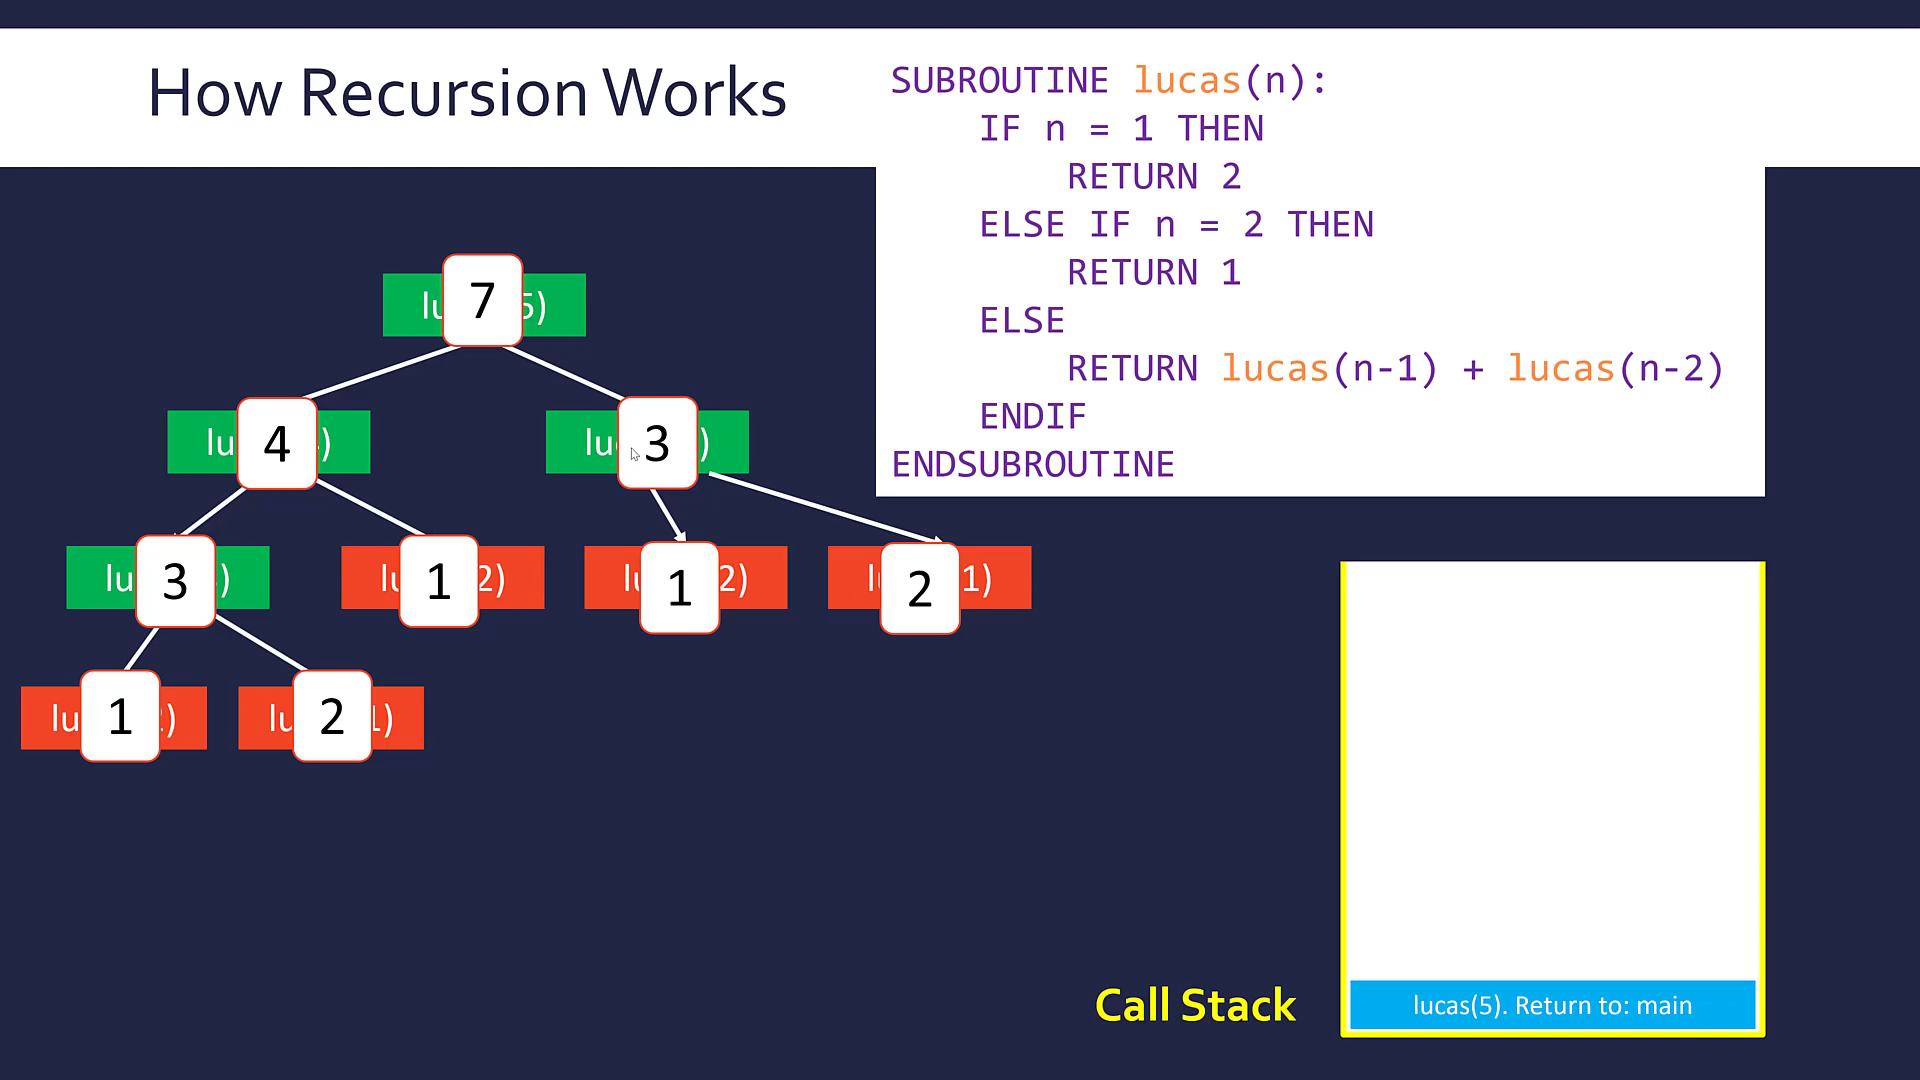 How Recursion Works
SUBROUTINE lucas(n):
IF n = 1 THEN
RETURN 2
ELSE IF n = 2 THEN
RETURN 1
ELSE
RETURN lucas(n-1) + lucas(n-2)
ENDIF
ENDSUBROUTINE
7
4
3
3
1
1
2
1
2
Call Stack
lucas(5). Return to: main